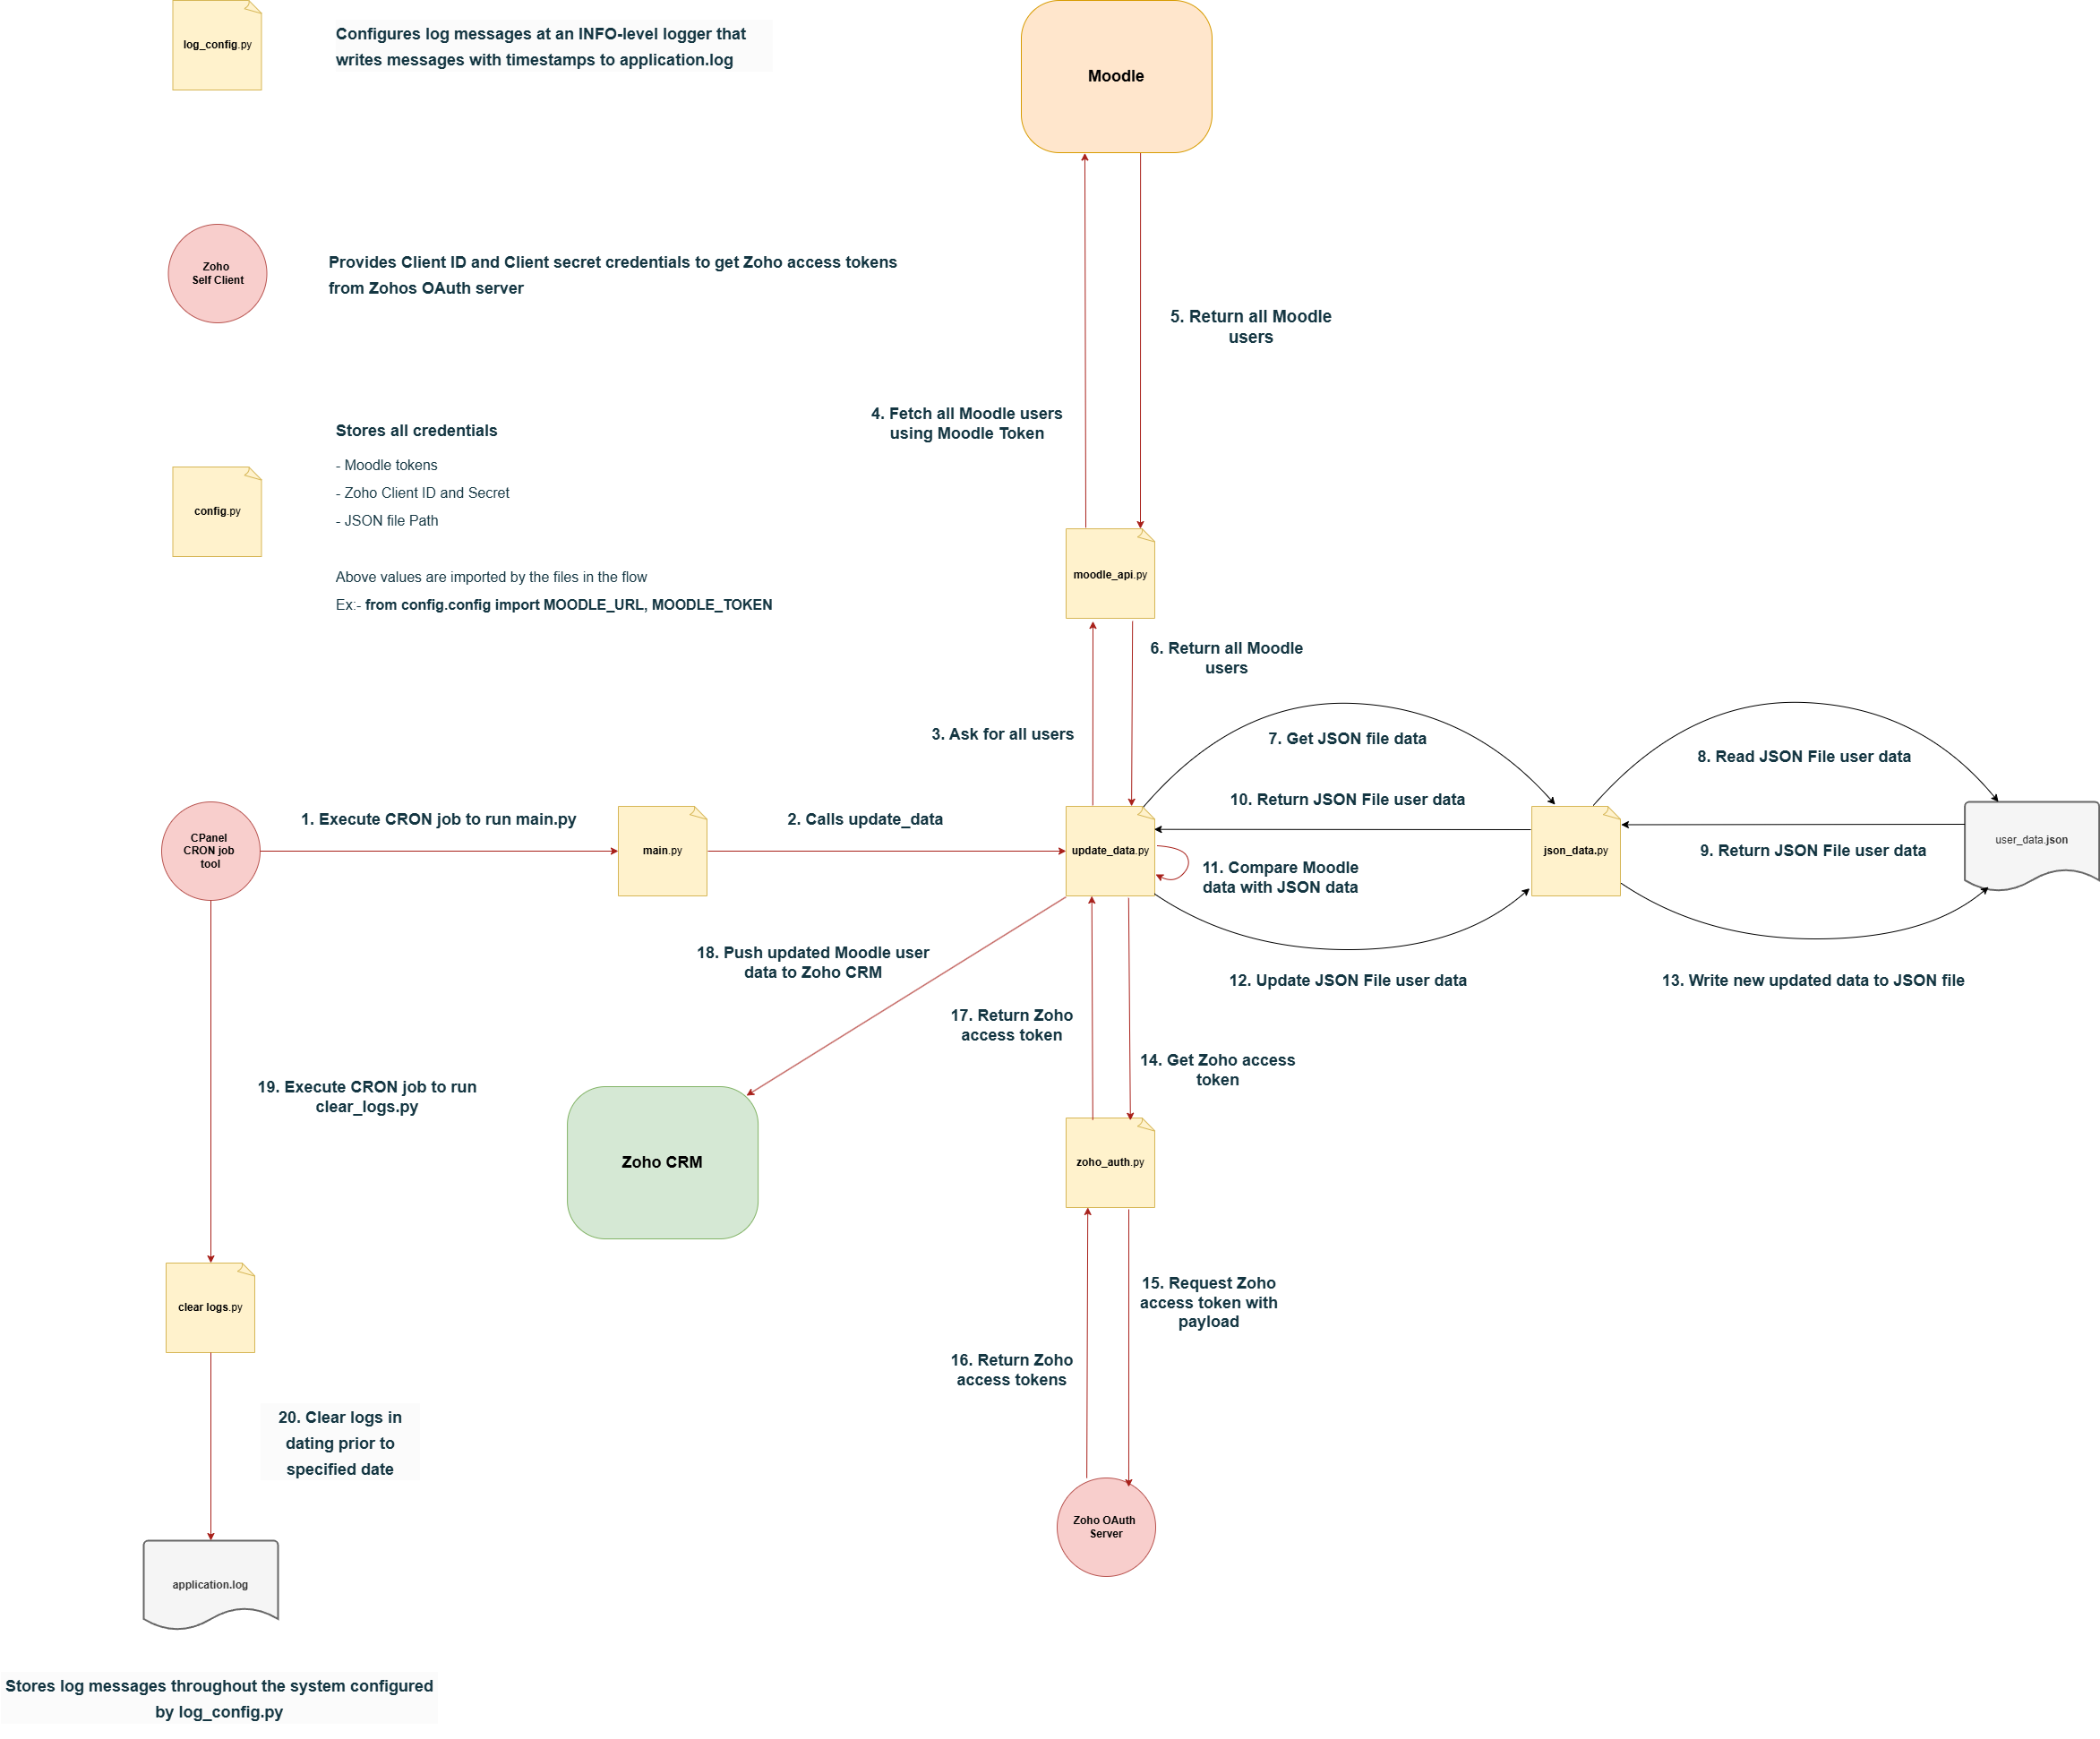 log_config.py
Configures log messages at an INFO-level logger that
writes messages with timestamps to application.log
Moodle
Zoho
Self Client
Provides Client ID and Client secret credentials to get Zoho access tokens
from Zohos OAuth server
5. Return all Moodle
users
4. Fetch all Moodle users
using Moodle Token
Stores all credentials
- Moodle tokens
- Zoho Client ID and Secret
- JSON file Path
config.py
Above values are imported by the files in the flow
Ex:- from config.config import MOODLE_URL, MOODLE_TOKEN
moodle_api.py
6. Return all Moodle
users
3. Ask for all users
7. Get JSON file data
8. Read JSON File user data
10. Return JSON File user data
1. Execute CRON job to run main.py
2. Calls update_data
CPanel
CRON job
tool
main.py
update_data.py
json_data.py
user_data.json
9. Return JSON File user data
11. Compare Moodle
data with JSON data
18. Push updated Moodle user
data to Zoho CRM
12. Update JSON File user data
13. Write new updated data to JSON file
17. Return Zoho
access token
14. Get Zoho access
token
19. Execute CRON job to run
clear_logs.py
Zoho CRM
zoho_auth.py
clear logs.py
15. Request Zoho
access token with
payload
16. Return Zoho
access tokens
20. Clear logs in
dating prior to
specified date
Zoho OAuth
Server
application.log
Stores log messages throughout the system configured
by log_config.py